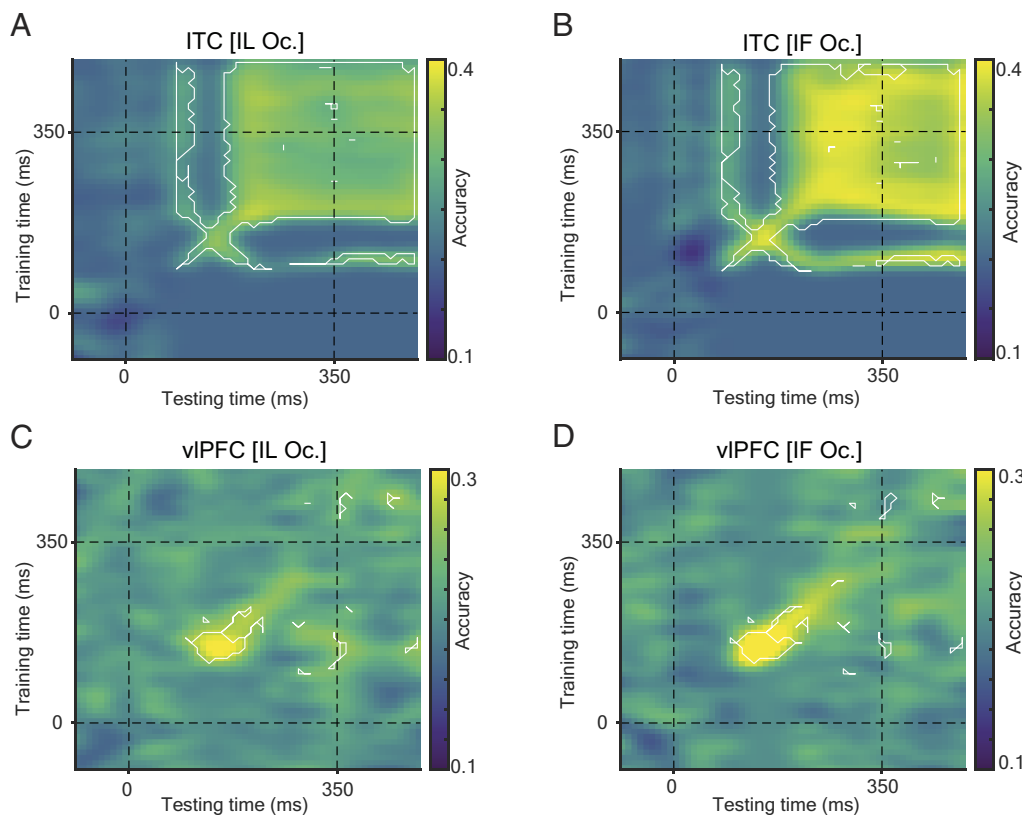 A
ITC [IL Oc.]
350
0
Training time (ms)
0
350
Testing time (ms)
0.4
Accuracy
0.1
B
ITC [IF Oc.]
350
0
Training time (ms)
0
350
Testing time (ms)
0.4
Accuracy
0.1
C
vlPFC [IL Oc.]
350
0
Training time (ms)
0
350
Testing time (ms)
0.3
Accuracy
0.1
D
vlPFC [IF Oc.]
350
0
Training time (ms)
0
350
Testing time (ms)
0.3
Accuracy
0.1